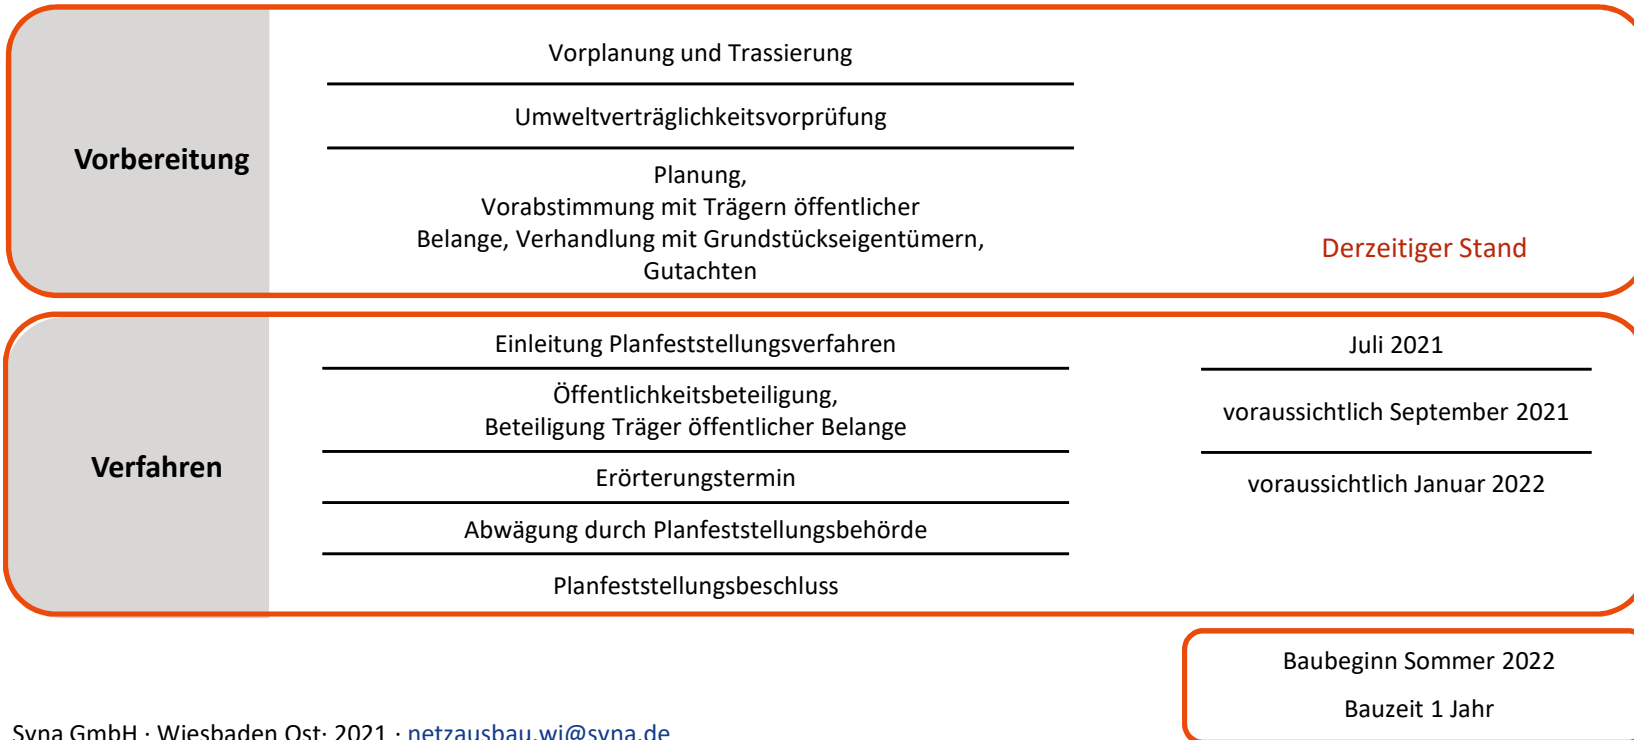 Vorbereitung
Vorplanung und Trassierung
Umweltverträglichkeitsvorprüfung
Planung,
Vorabstimmung mit Trägern öffentlicher
Belange, Verhandlung mit Grundstückseigentümern,
Gutachten
Derzeitiger Stand
Verfahren
Einleitung Planfeststellungsverfahren
Juli 2021
Öffentlichkeitsbeteiligung,
Beteiligung Träger öffentlicher Belange
voraussichtlich September 2021
Erörterungstermin
voraussichtlich Januar 2022
Abwägung durch Planfeststellungsbehörde
Planfeststellungsbeschluss
Baubeginn Sommer 2022
Bauzeit 1 Jahr
Syna GmbH · Wiesbaden Ost· 2021 · netzausbau.wi@syna.de